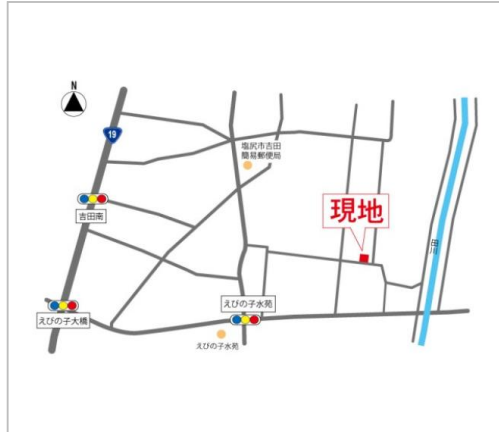 N
19
塩尻市吉田
簡易郵便局
吉田南
現地
田川
えびの子水苑
えびの子大橋
えびの子水苑